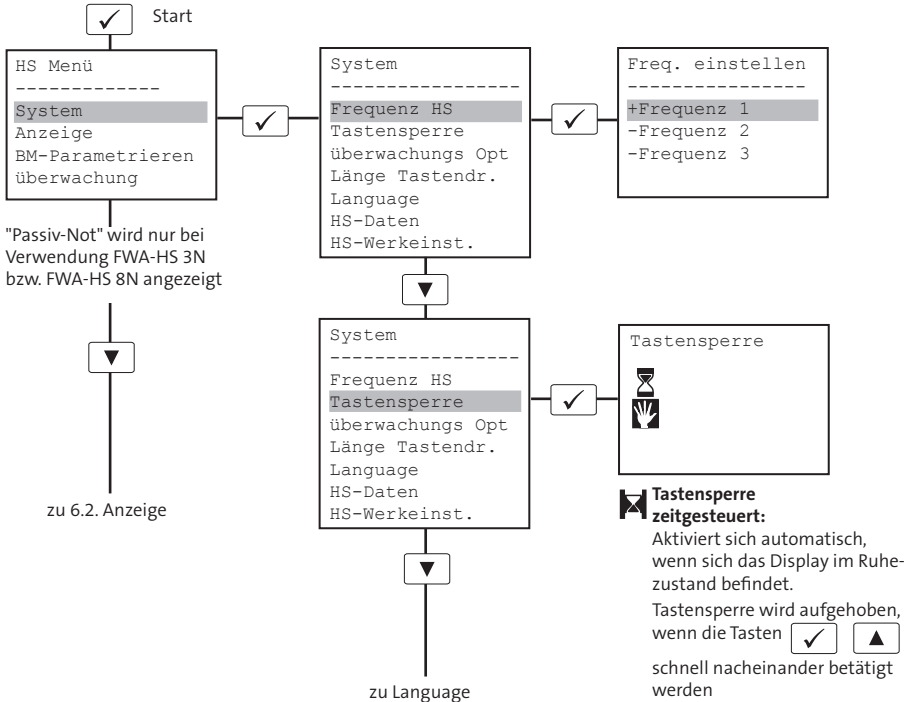 Start
HS Menü
-------------
System
Anzeige
BM-Parametrieren
überwachung
"Passiv-Not" wird nur bei
Verwendung FWA-HS 3N
bzw. FWA-HS 8N angezeigt
zu 6.2. Anzeige
System
-----------------
Frequenz HS
Tastensperre
überwachungs Opt
Länge Tastendr.
Language
HS-Daten
HS-Werkeinst.
Freq. einstellen
----------------
+Frequenz 1
-Frequenz 2
-Frequenz 3
System
-----------------
Frequenz HS
Tastensperre
überwachungs Opt
Länge Tastendr.
Language
HS-Daten
HS-Werkeinst.
zu Language
Tastensperre
Tastensperre
zeitgesteuert:
Aktiviert sich automatisch,
wenn sich das Display im Ruhe-
zustand befindet.
Tastensperre wird aufgehoben,
wenn die Tasten
schnell nacheinander betätigt
werden